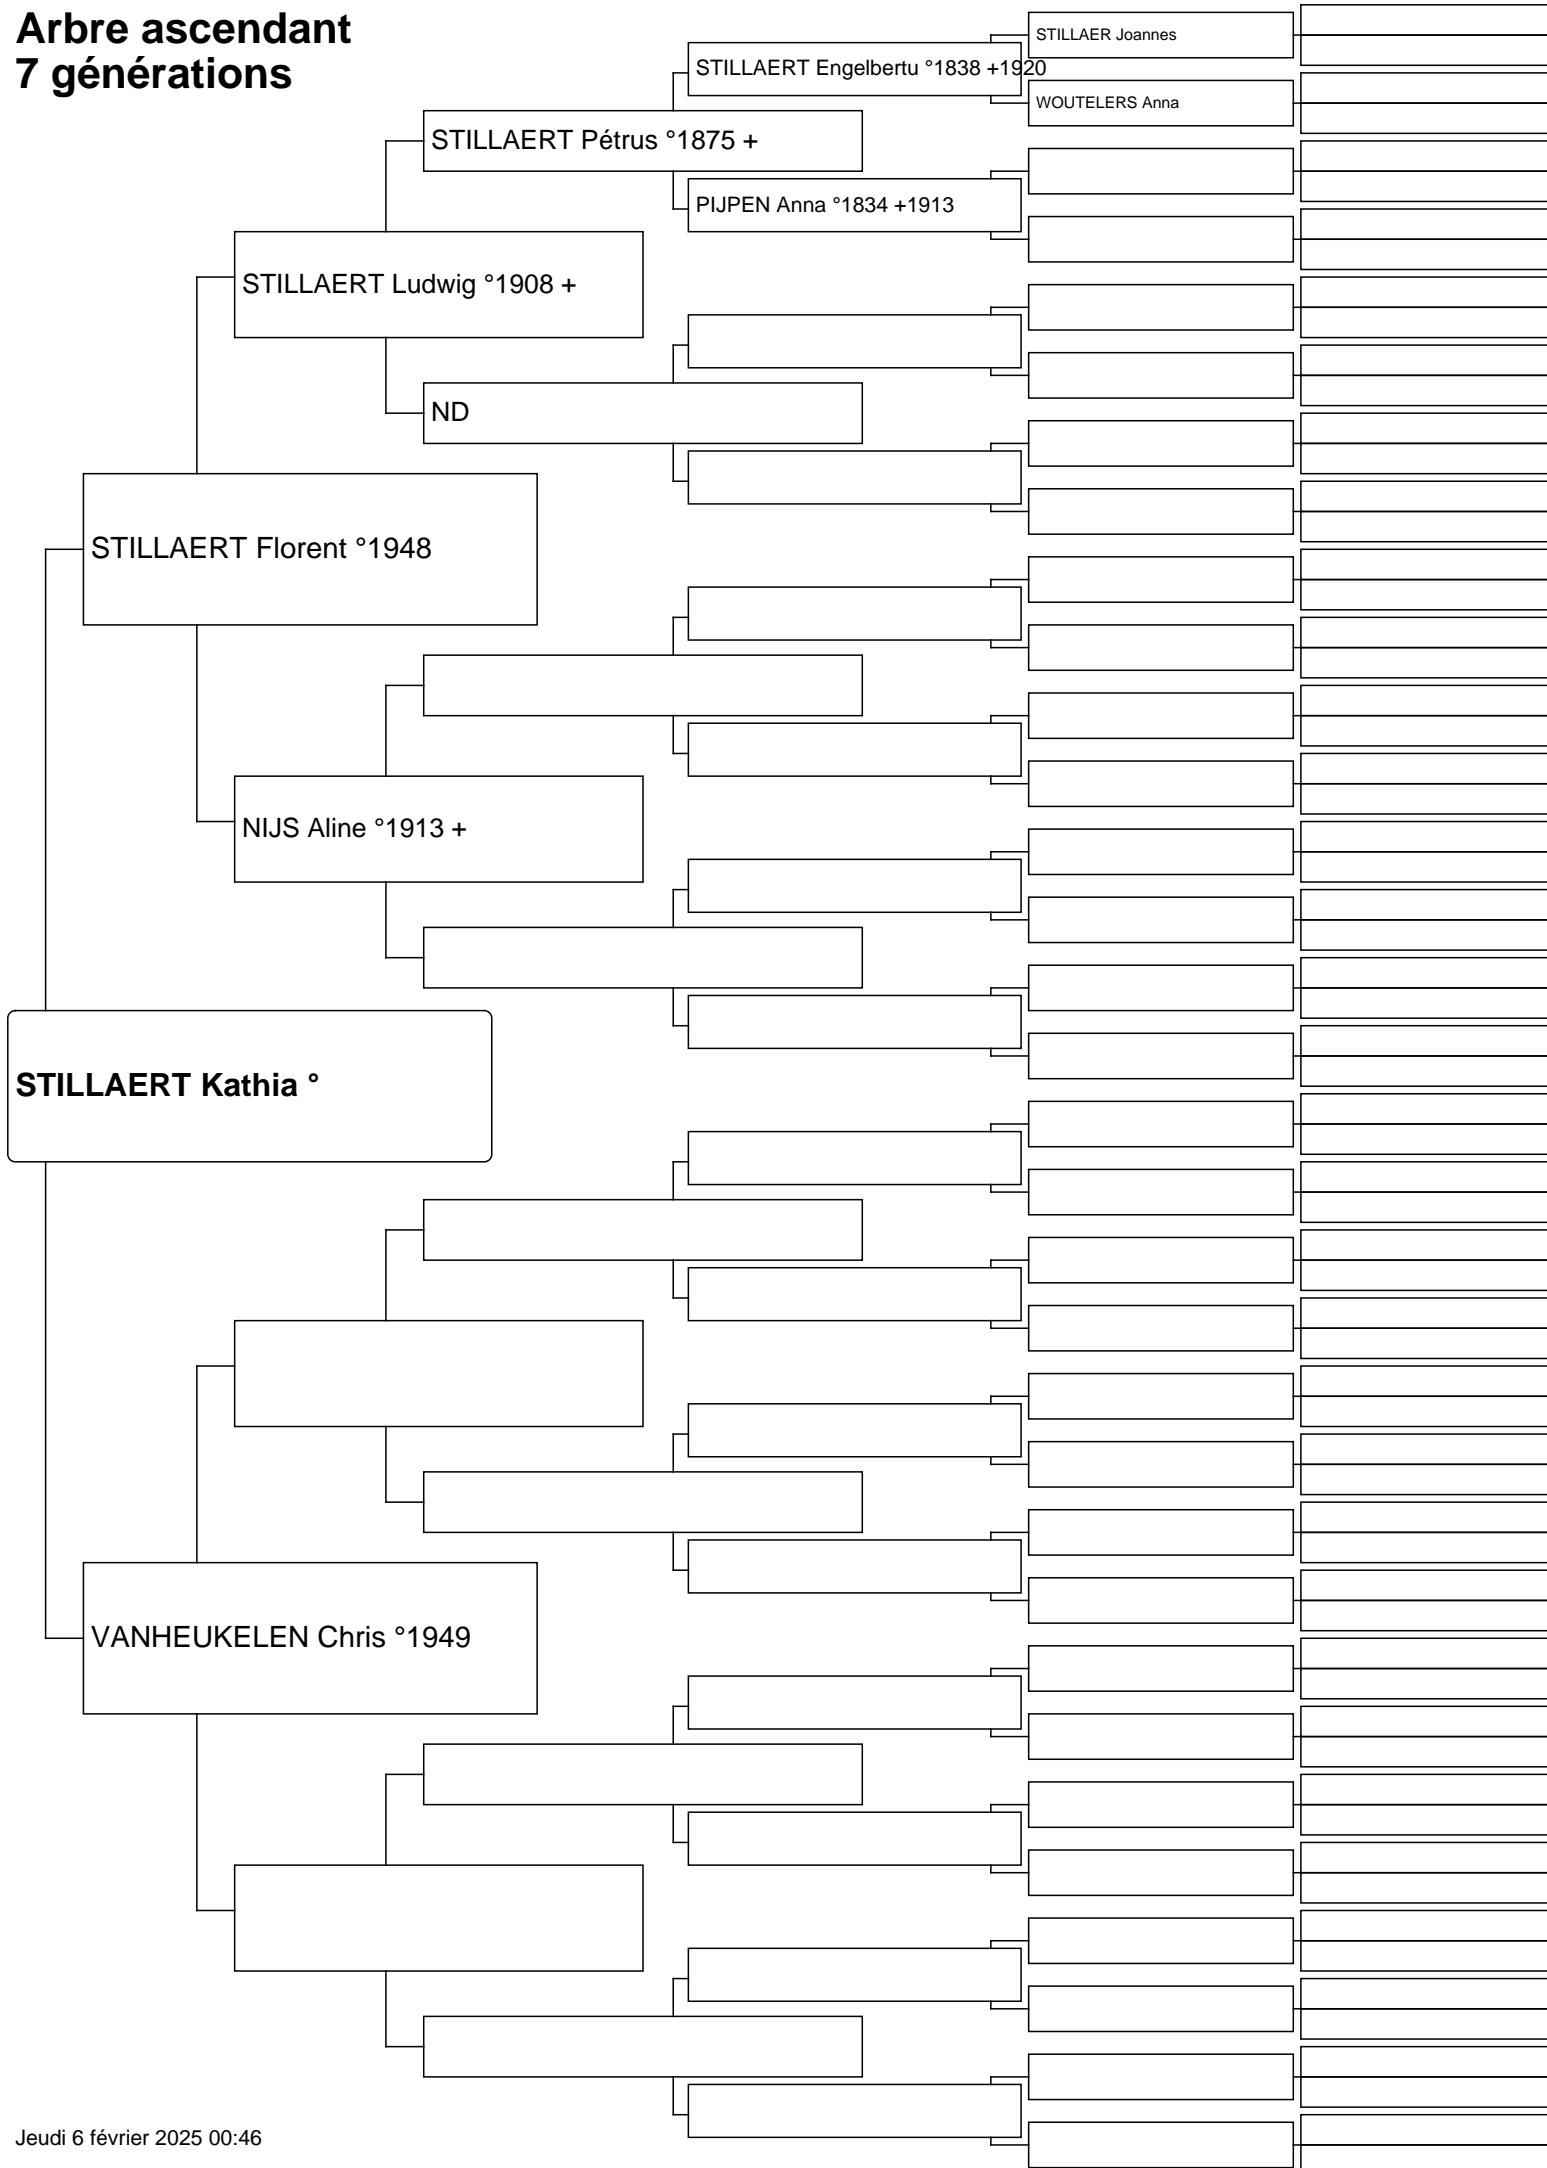 Arbre ascendant
7 générations
STILLAER Joannes
STILLAERT Engelbertu °1838 +1920
WOUTELERS Anna
STILLAERT Pétrus °1875 +
PIJPEN Anna °1834 +1913
STILLAERT Ludwig °1908 +
ND
STILLAERT Florent °1948
NIJS Aline °1913 +
STILLAERT Kathia °
VANHEUKELEN Chris °1949
Jeudi 6 février 2025 00:46